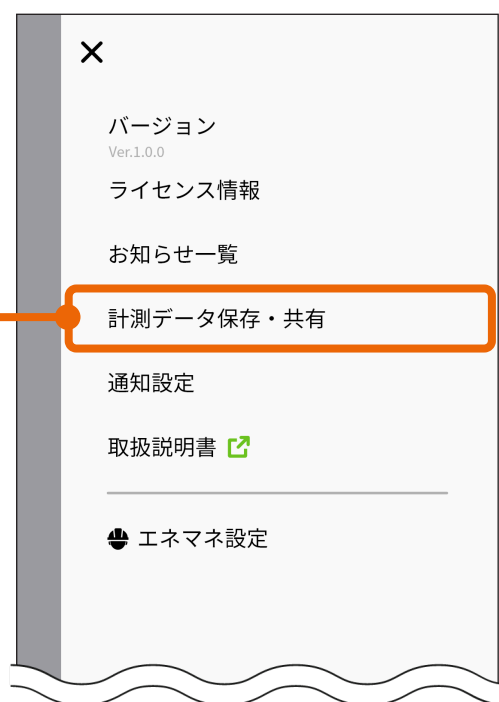 バージョン
Ver.1.0.0
ライセンス情報
お知らせ一覧
計測データ保存・共有
通知設定
取扱説明書
エネマネ設定